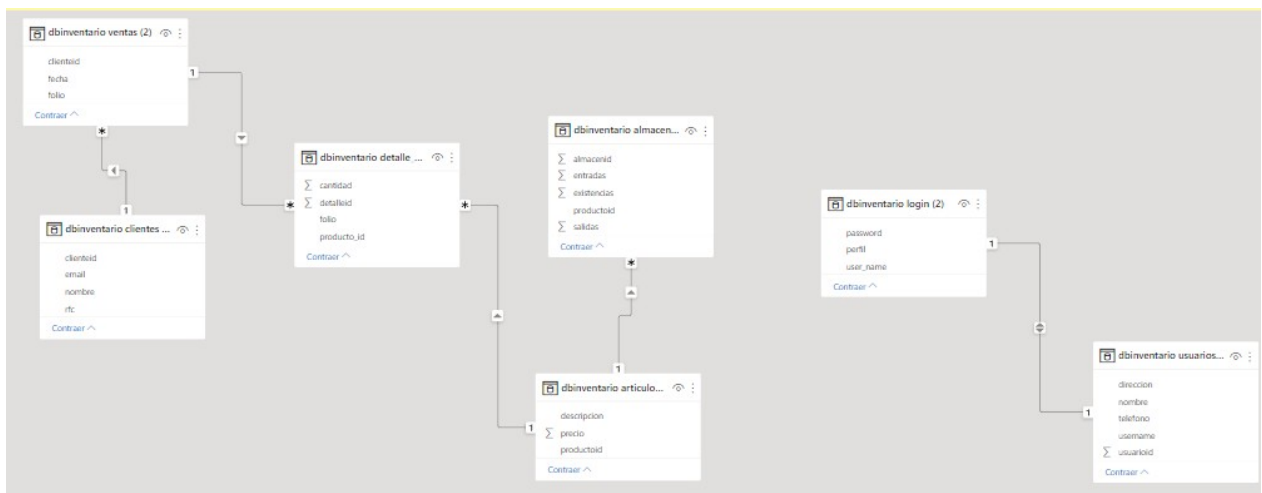 dbinventario ventas (2)
clienteid
fecha
folio
Contraer
1
*
1
dbinventario clientes ...
clienteid
email
nombre
rfc
Contraer
dbinventario detalle_...
Σ cantidad
Σ detalleid
folio
producto_id
Contraer
*
*
dbinventario almacen...
Σ almacenid
Σ entradas
Σ existencias
productoid
Σ salidas
Contraer
*
1
dbinventario articulo...
descripcion
Σ precio
productoid
Contraer
1
dbinventario login (2)
password
perfil
user_name
Contraer
1
1
dbinventario usuarios...
direccion
nombre
telefono
username
Σ usuarioid
Contraer